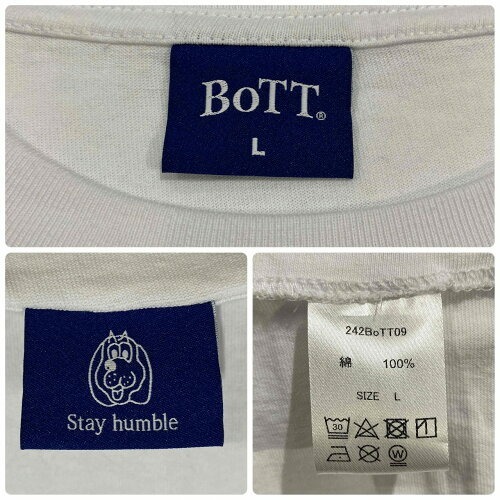 BoTT®
L
Stay humble
242BoTT09
綿 100%
SIZE L
30
W